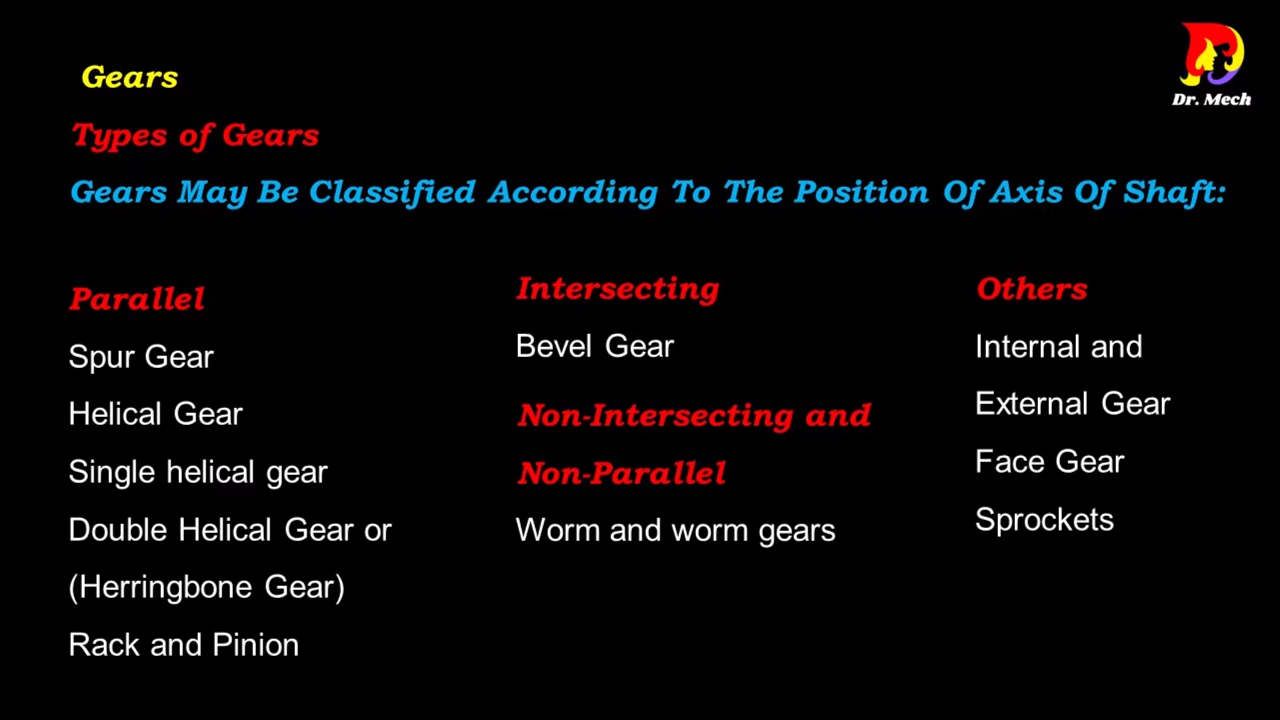 Gears
Dr. Mech
Types of Gears
Gears May Be Classified According To The Position Of Axis Of Shaft:
Parallel
Spur Gear
Helical Gear
Single helical gear
Double Helical Gear or
(Herringbone Gear)
Rack and Pinion
Intersecting
Bevel Gear
Non-Intersecting and
Non-Parallel
Worm and worm gears
Others
Internal and
External Gear
Face Gear
Sprockets